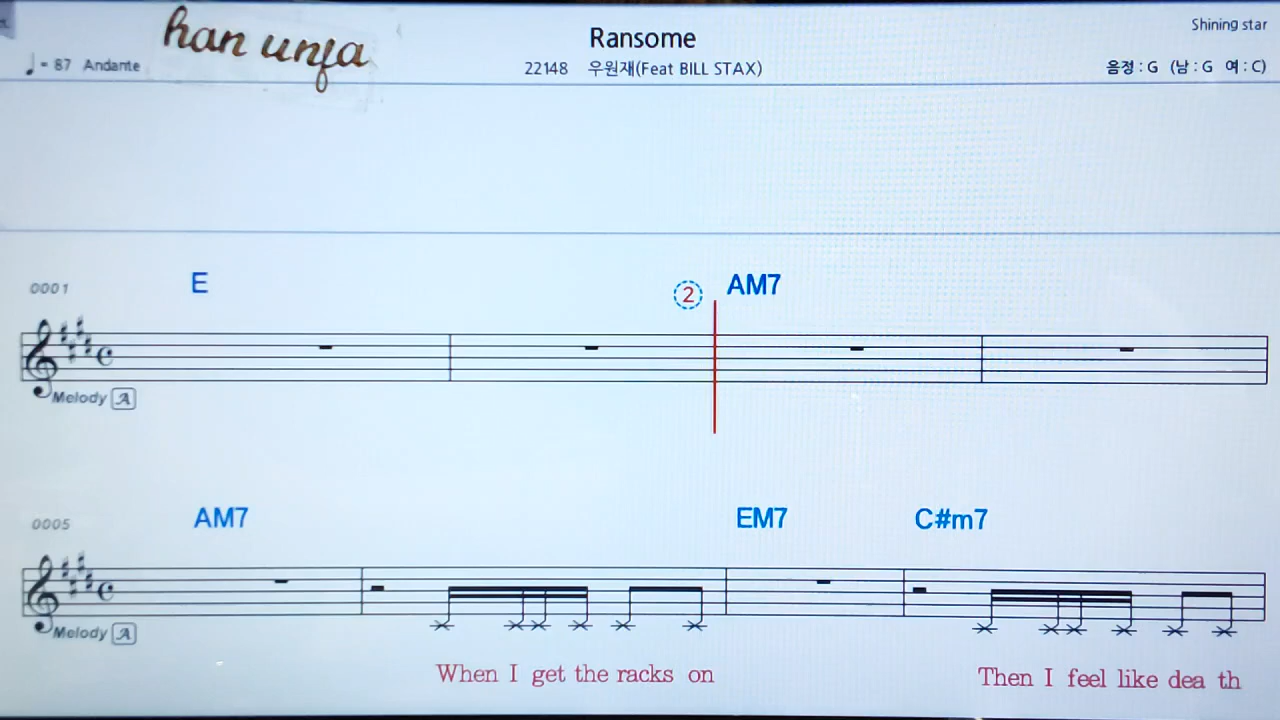 han unfa
Ransome
Shining star
♩ = 87 Andante
22148 우원재(Feat BILL STAX)
음정 : G (남 : G 여 : C)
0001 E ② AM7
Melody A
0005 AM7 EM7 C#m7
Melody A
When I get the racks on Then I feel like dea th